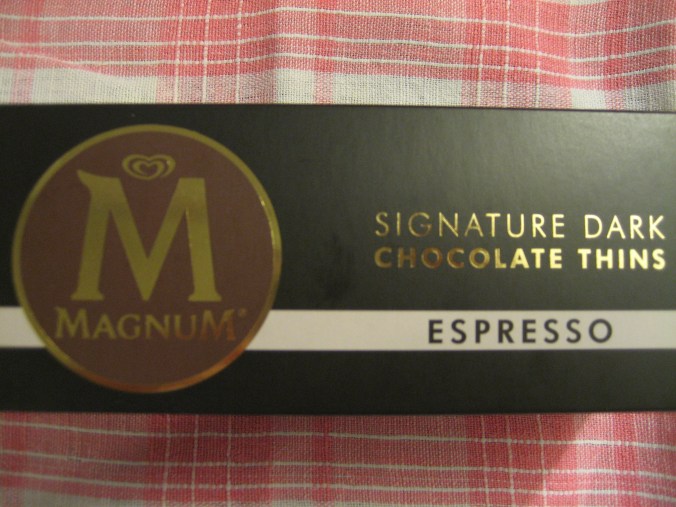 M
MAGNUM®
SIGNATURE DARK
CHOCOLATE THINS
ESPRESSO